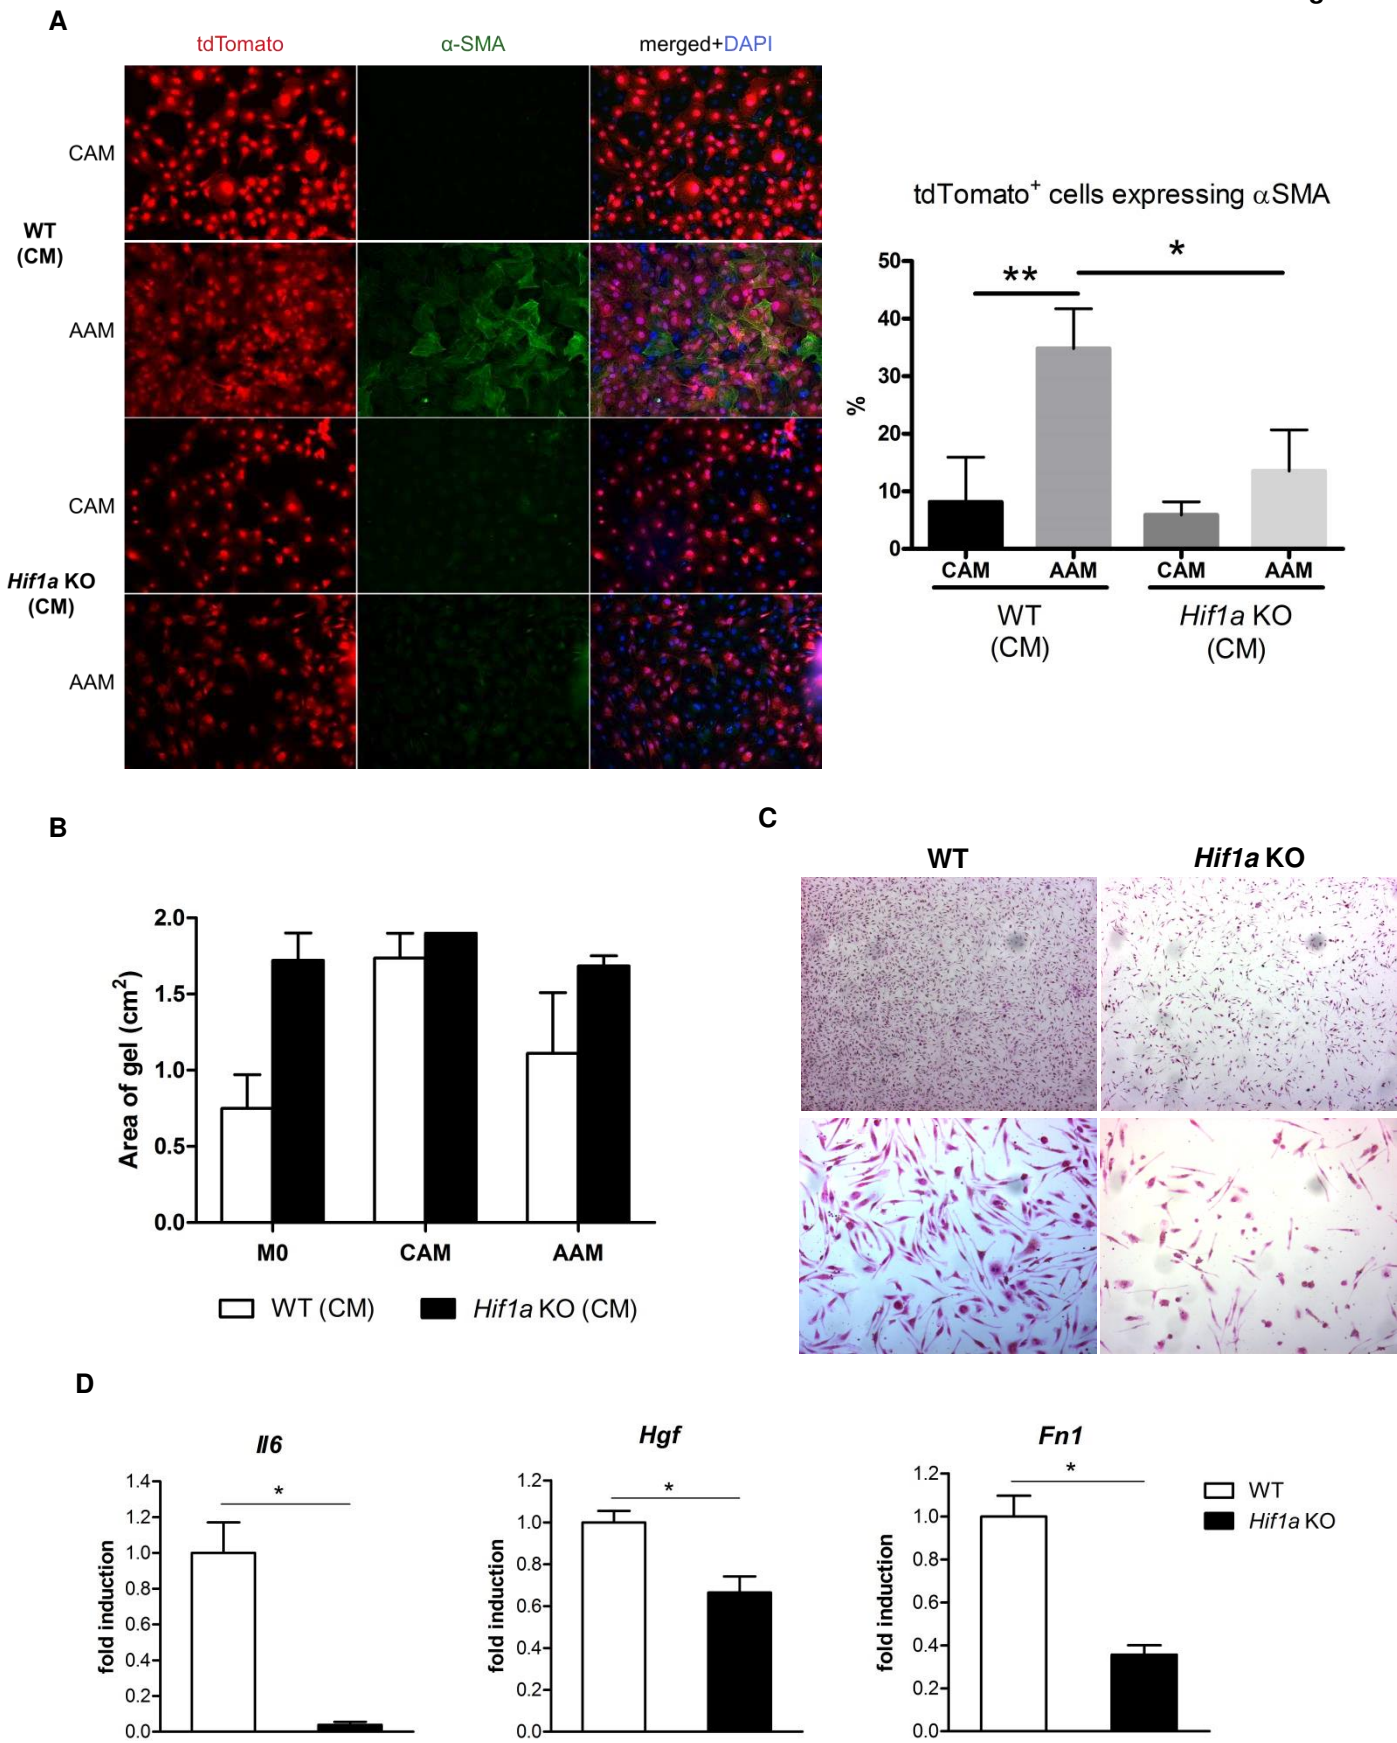 g
A
tdTomato
α-SMA
merged+DAPI
CAM
WT
(CM)
AAM
CAM
Hif1a KO
(CM)
AAM
tdTomato+ cells expressing αSMA
**
*
50
40
30
20
10
0
%
CAM
AAM
CAM
AAM
WT
(CM)
Hif1a KO
(CM)
B
2.0
1.5
1.0
0.5
0.0
Area of gel (cm2)
M0
CAM
AAM
WT (CM)
Hif1a KO (CM)
C
WT
Hif1a KO
D
Il6
*
1.4
1.2
1.0
0.8
0.6
0.4
0.2
0.0
fold induction
Hgf
*
1.2
1.0
0.8
0.6
0.4
0.2
0.0
fold induction
Fn1
*
1.2
1.0
0.8
0.6
0.4
0.2
0.0
fold induction
WT
Hif1a KO